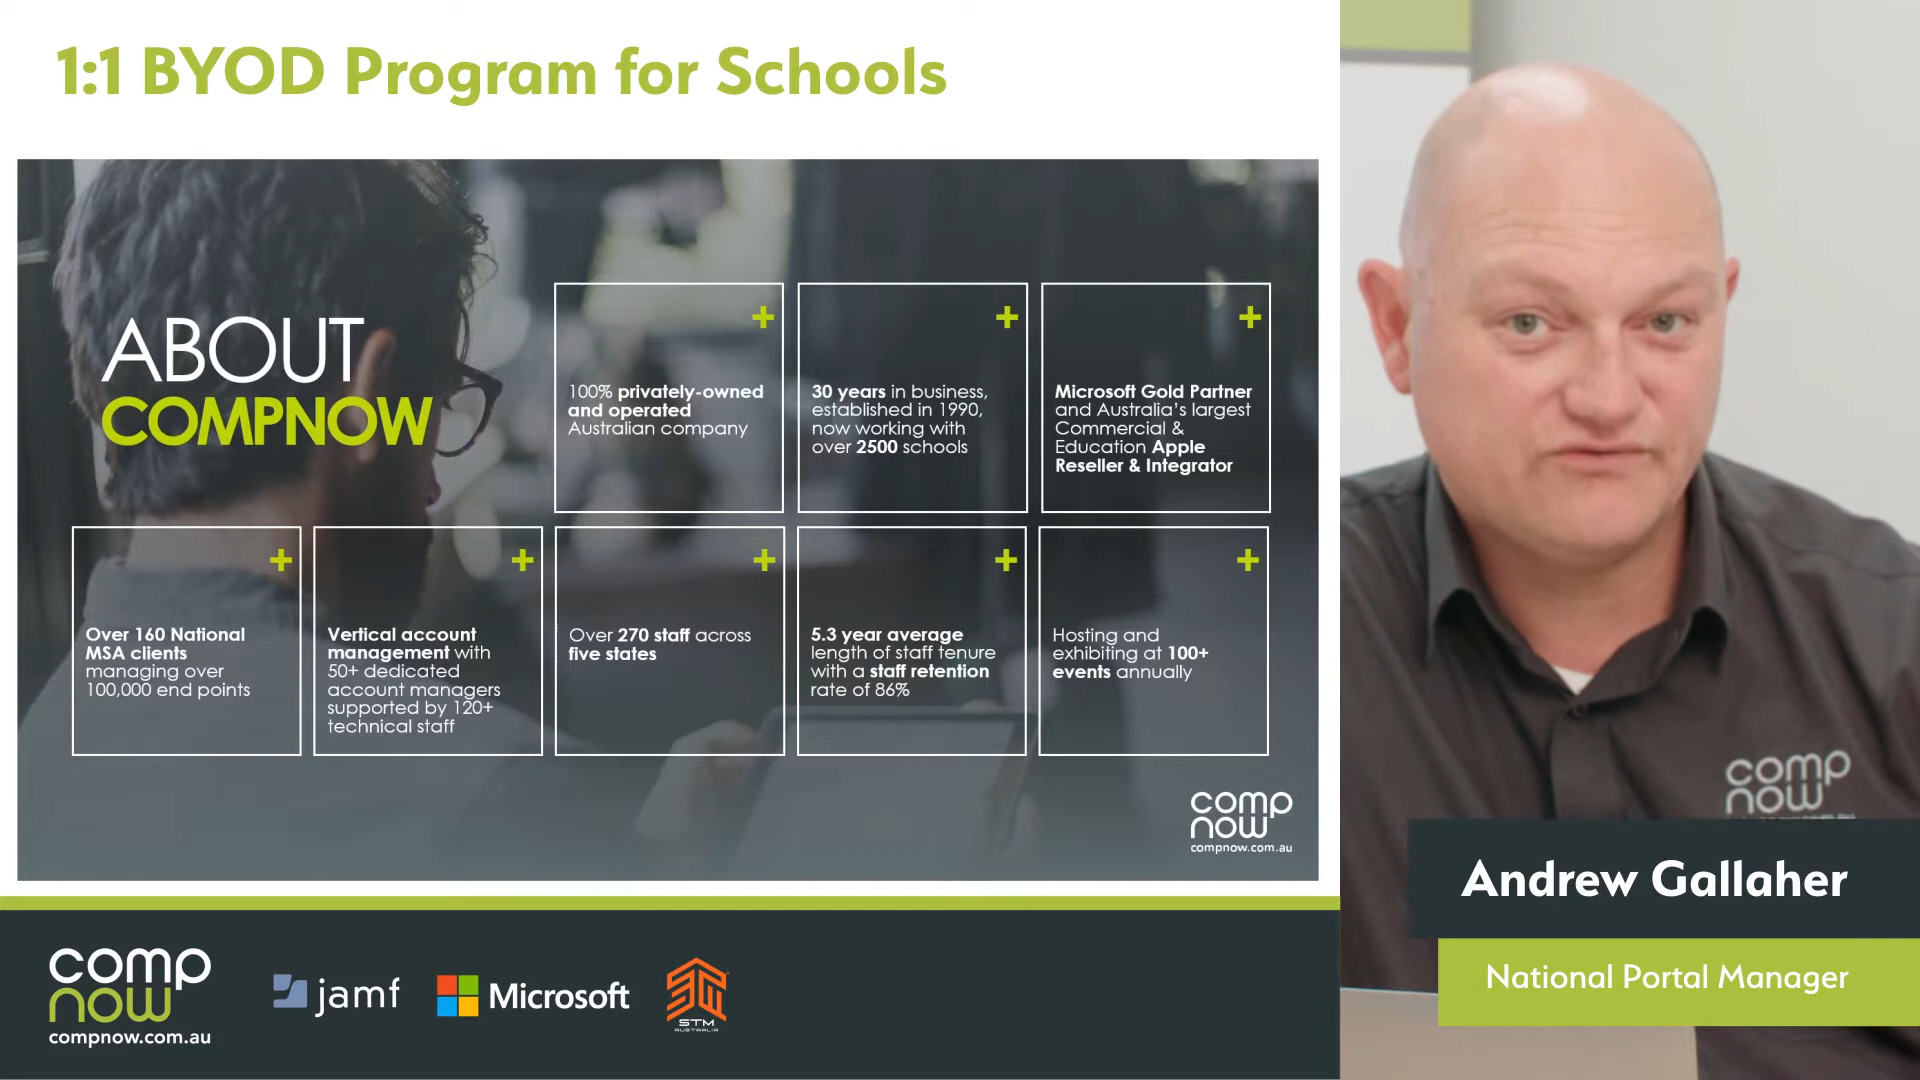 1:1 BYOD Program for Schools
ABOUT
COMPNOW
100% privately-owned
and operated
Australian company
30 years in business,
established in 1990,
now working with
over 2500 schools
Microsoft Gold Partner
and Australia's largest
Commercial &
Education Apple
Reseller & Integrator
Over 160 National
MSA clients
managing over
100,000 end points
Vertical account
management with
50+ dedicated
account managers
supported by 120+
technical staff
Over 270 staff across
five states
5.3 year average
length of staff tenure
with a staff retention
rate of 86%
Hosting and
exhibiting at 100+
events annually
comp
now
compnow.com.au
comp
now
Andrew Gallaher
National Portal Manager
comp
now
compnow.com.au
jamf
Microsoft
STM
AUSTRALIA